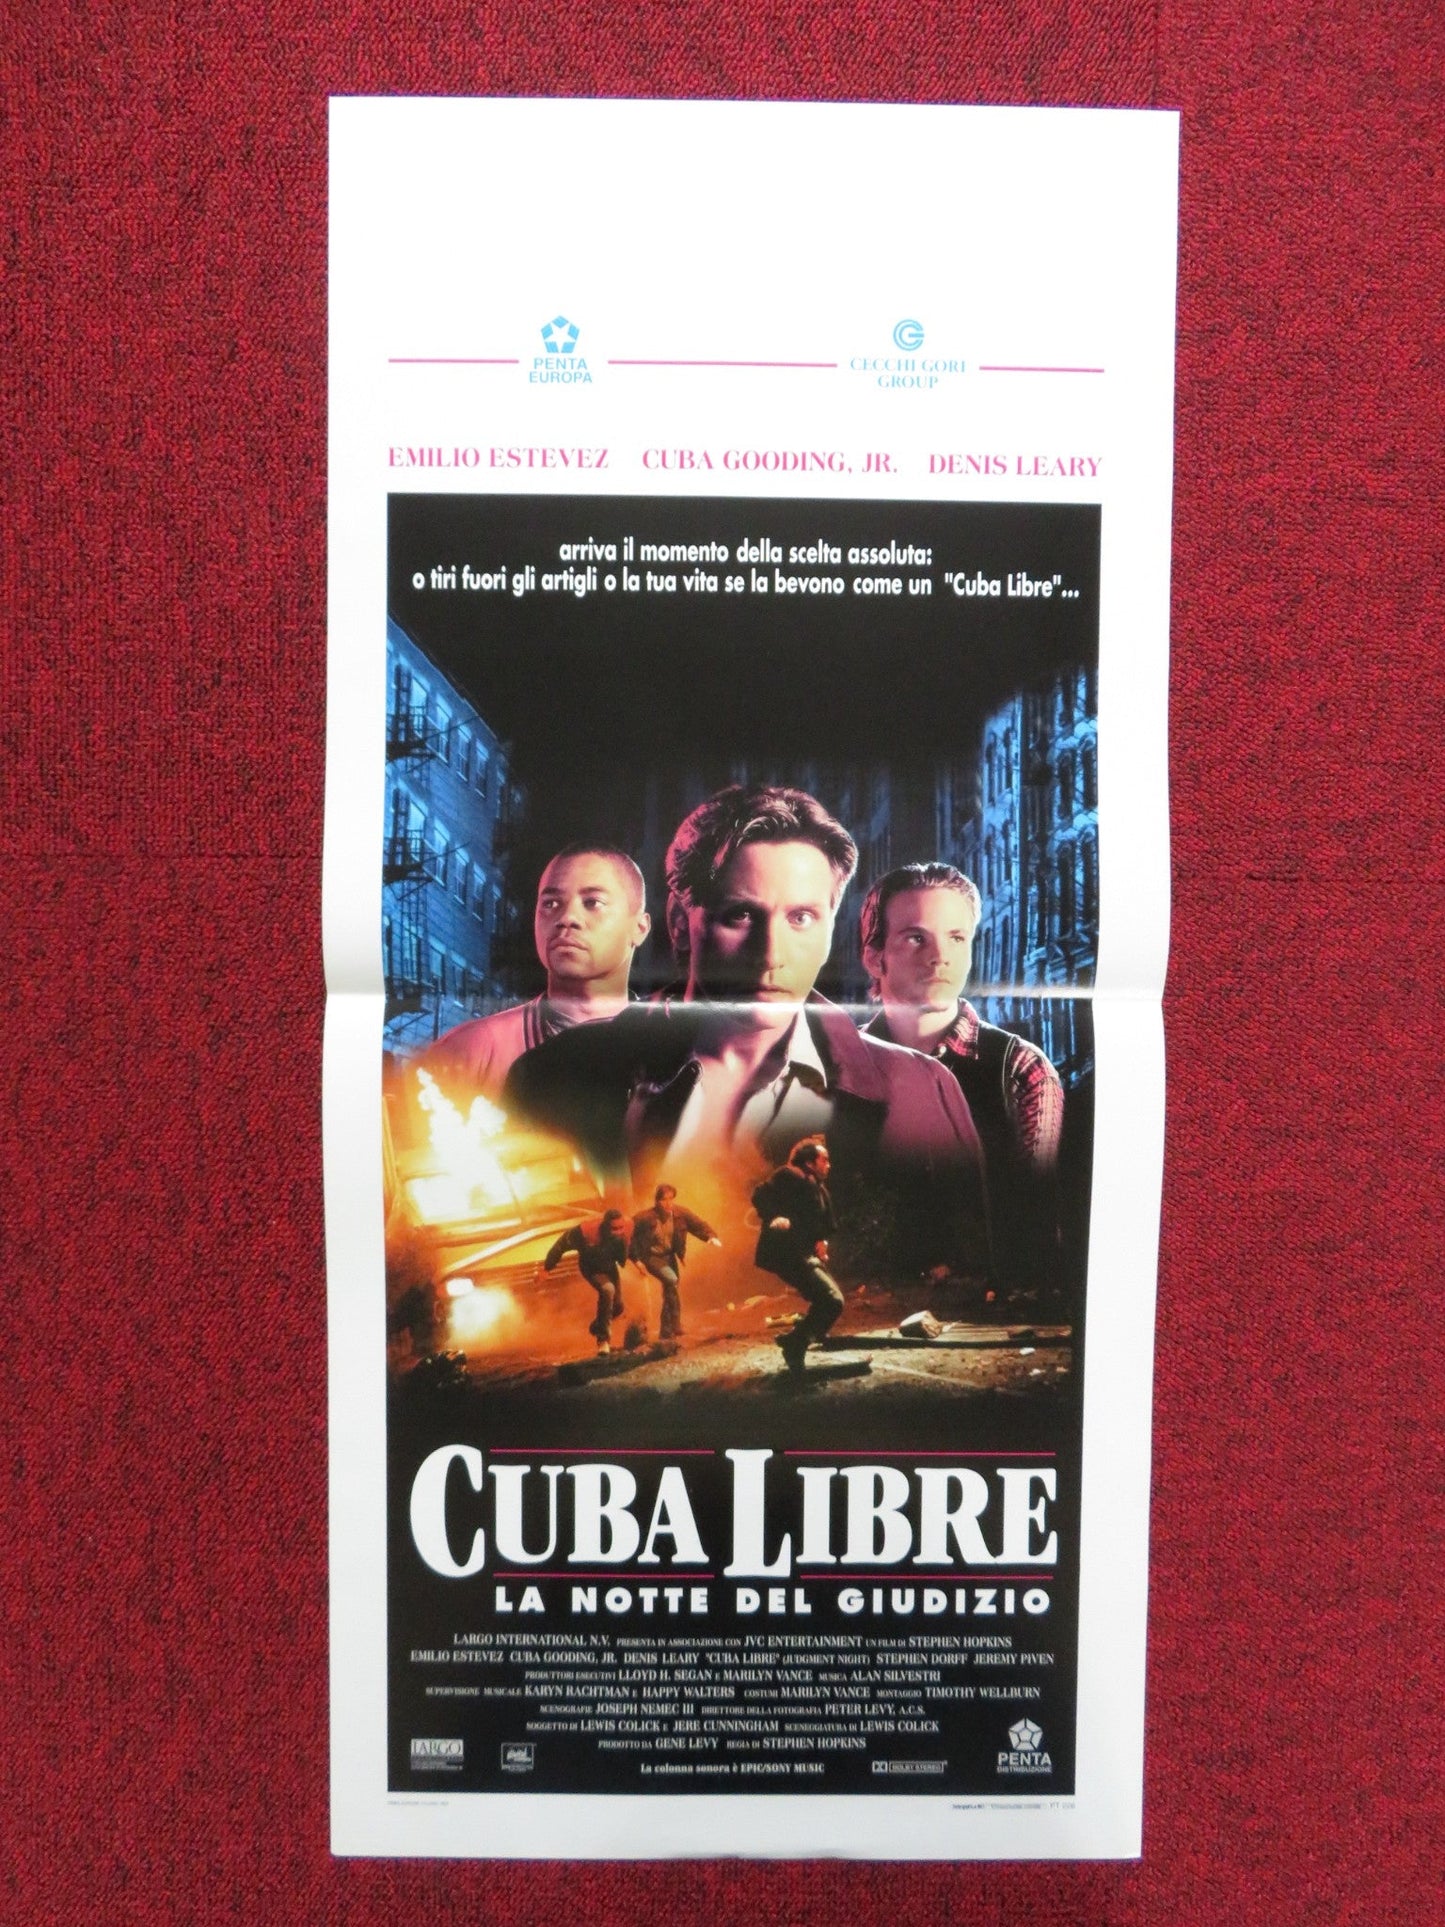 PENTA
EUROPA
CECCHI GORI
GROUP
EMILIO ESTEVEZ CUBA GOODING, JR. DENIS LEARY
arriva il momento della scelta assoluta:
o tiri fuori gli artigli o la tua vita se la bevono come un "Cuba Libre"...
CUBA LIBRE
LA NOTTE DEL GIUDIZIO
LARGO INTERNATIONAL N.V. PRESENTA IN ASSOCIAZIONE CON JVC ENTERTAINMENT UN FILM DI STEPHEN HOPKINS
EMILIO ESTEVEZ CUBA GOODING, JR. DENIS LEARY "CUBA LIBRE" (JUDGMENT NIGHT) STEPHEN DORFF JEREMY PIVEN
PRODUTTORI ESECUTIVI LLOYD H. SEGAN E MARILYN VANCE MUSICA ALAN SILVESTRI
SUPERVISIONE MUSICALE KARYN RACHTMAN E HAPPY WALTERS COSTUMI MARILYN VANCE MONTAGGIO TIMOTHY WELLBURN
SCENOGRAFIE JOSEPH NEMEC III DIRETTORE DELLA FOTOGRAFIA PETER LEVY, A.C.S.
SOGGETTO DI LEWIS COLICK E JERE CUNNINGHAM SCENEGGIATURA DI LEWIS COLICK
PRODOTTO DA GENE LEVY REGIA DI STEPHEN HOPKINS
La colonna sonora è EPIC/SONY MUSIC
LARGO
DOLBY STEREO
PENTA
DISTRIBUZIONE